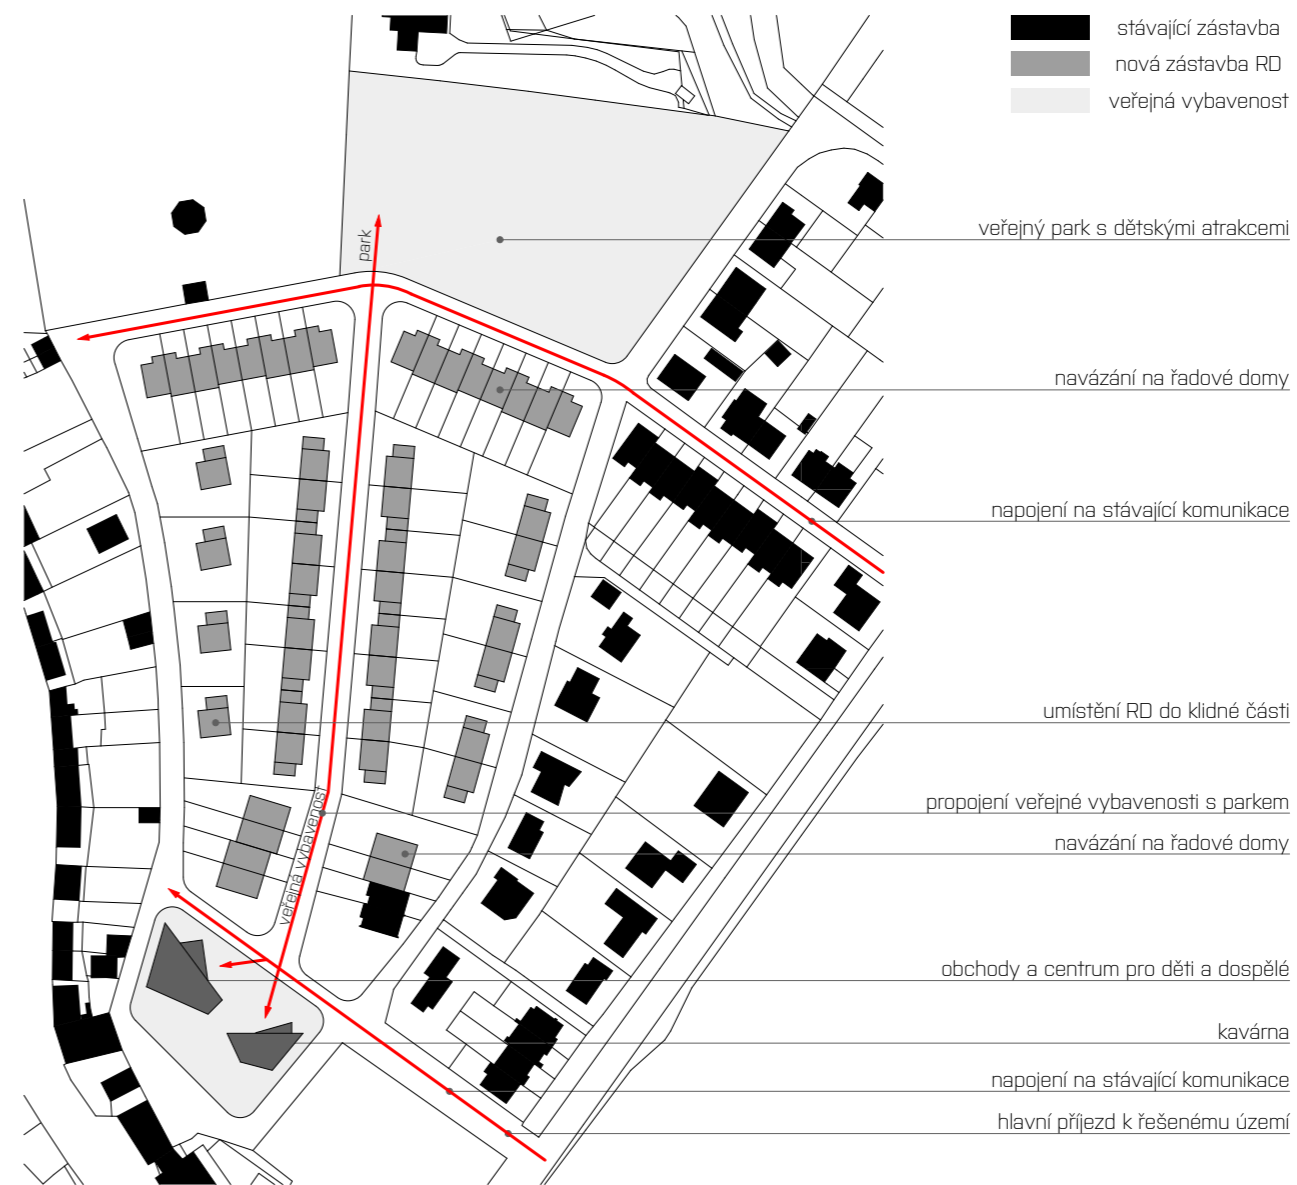 stávající zástavba
nová zástavba RD
veřejná vybavenost
park
veřejný park s dětskými atrakcemi
navázání na řadové domy
napojení na stávající komunikace
umístění RD do klidné části
propojení veřejné vybavenosti s parkem
navázání na řadové domy
veřejná vybavenost
obchody a centrum pro děti a dospělé
kavárna
napojení na stávající komunikace
hlavní příjezd k řešenému území